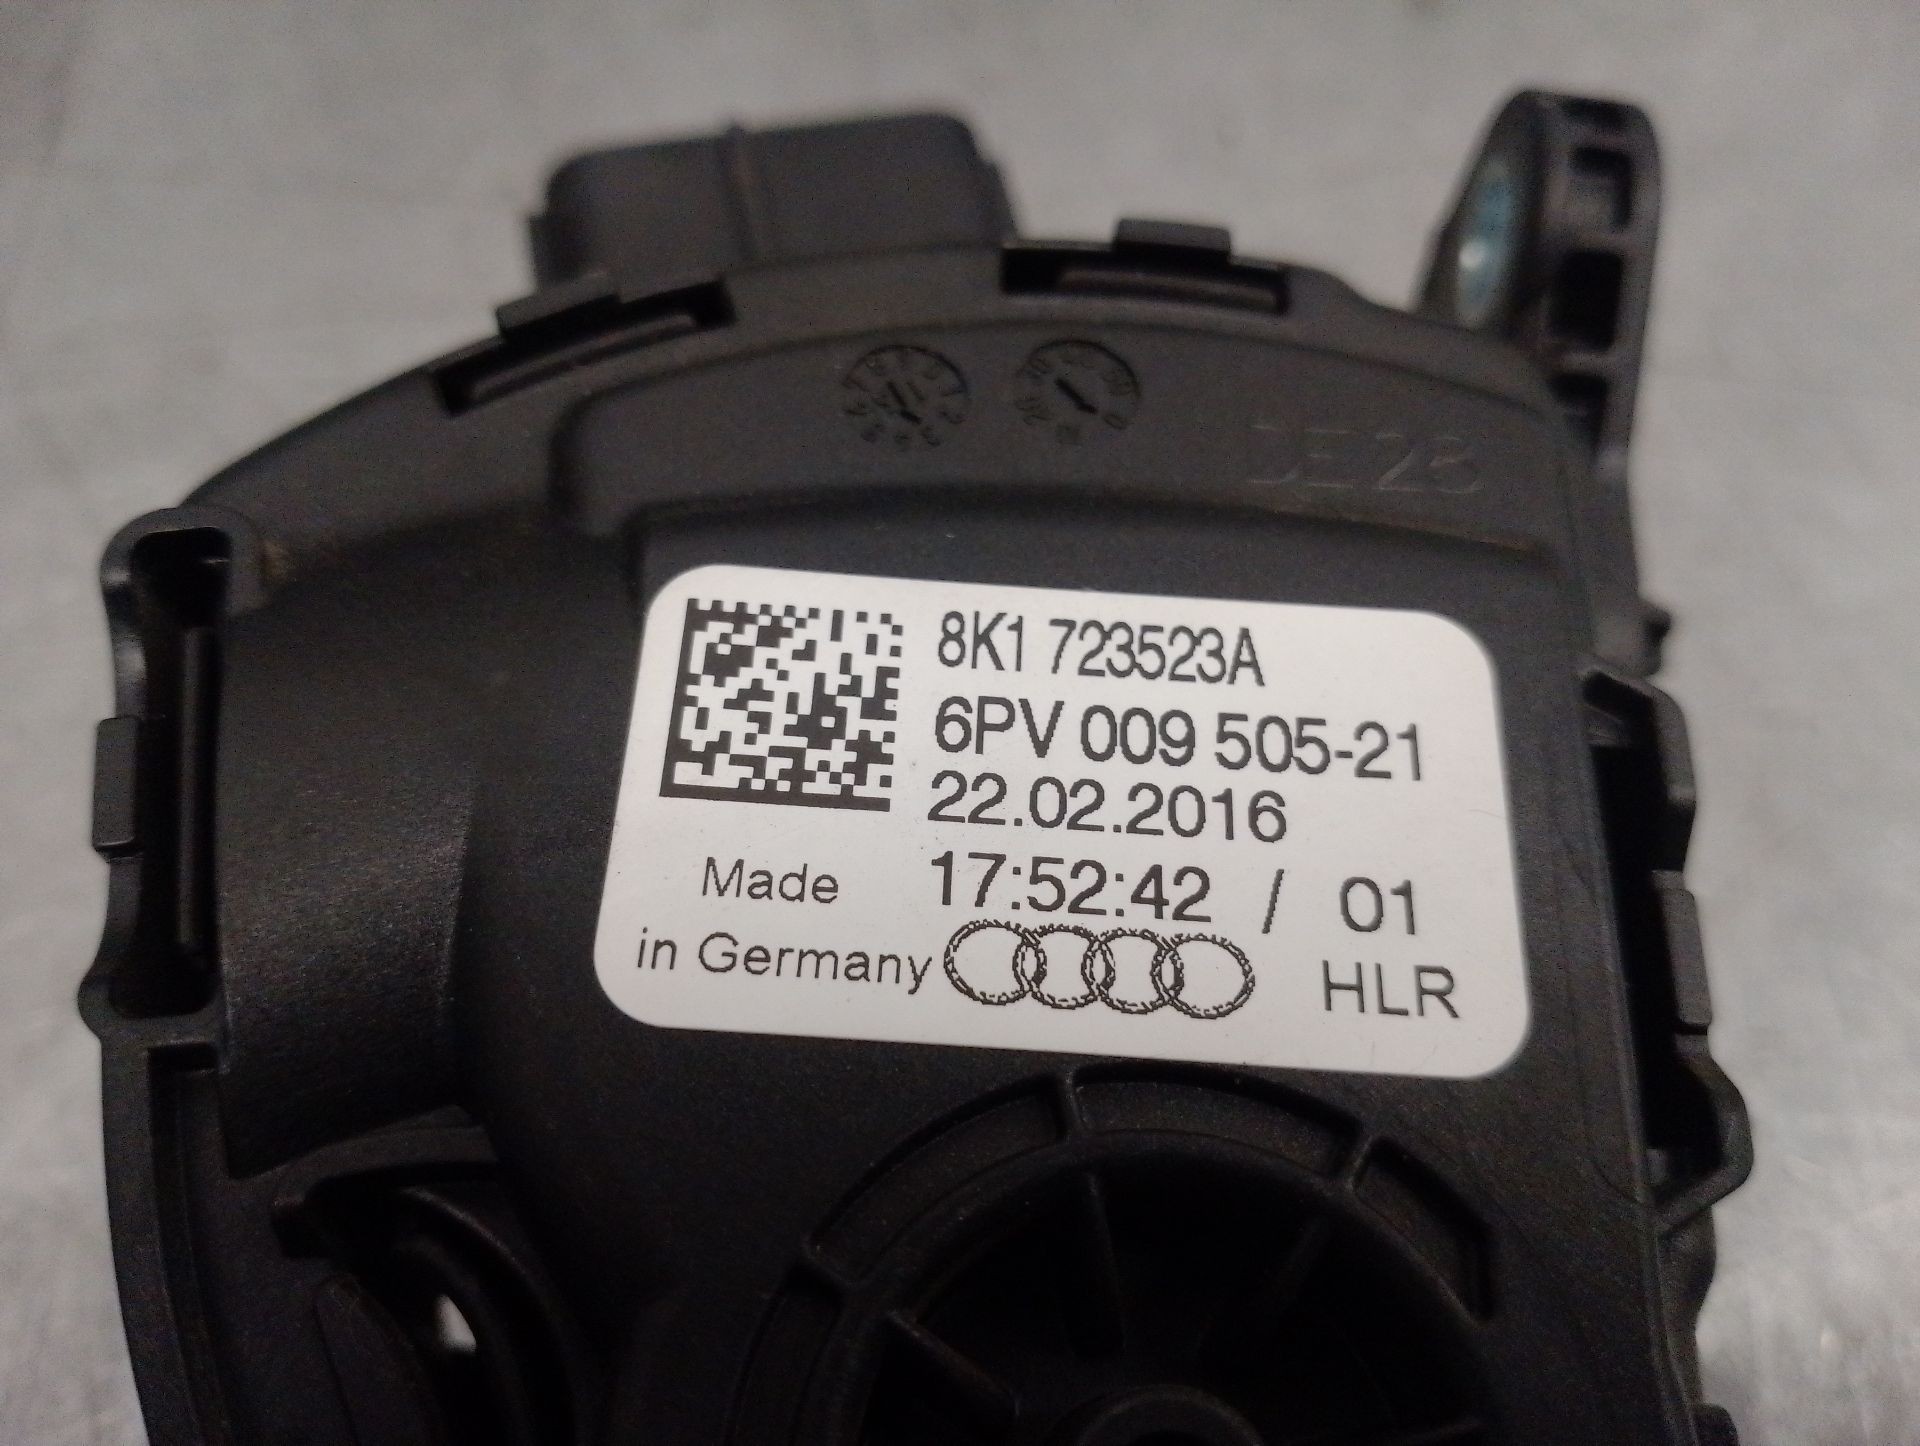 8K1 723523A
6PV 009 505-21
22.02.2016
Made 17:52:42 / 01
in Germany HLR